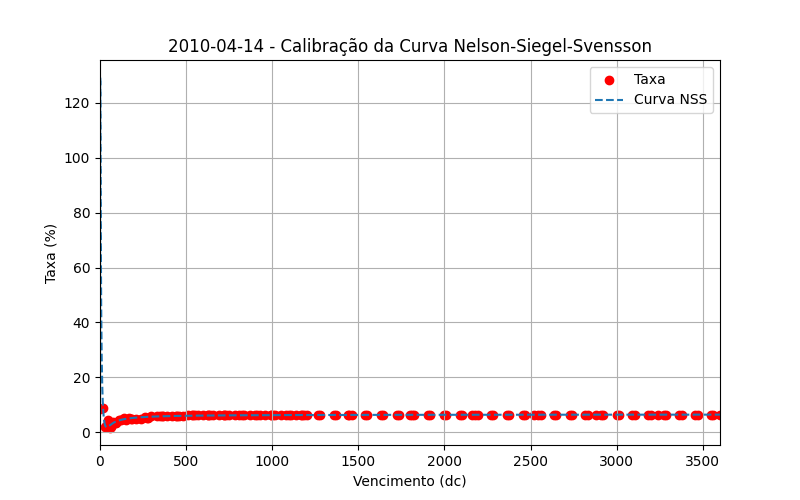 2010-04-14 - Calibração da Curva Nelson-Siegel-Svensson
Taxa
Curva NSS
Taxa (%)
120
100
80
60
40
20
0
0 500 1000 1500 2000 2500 3000 3500
Vencimento (dc)